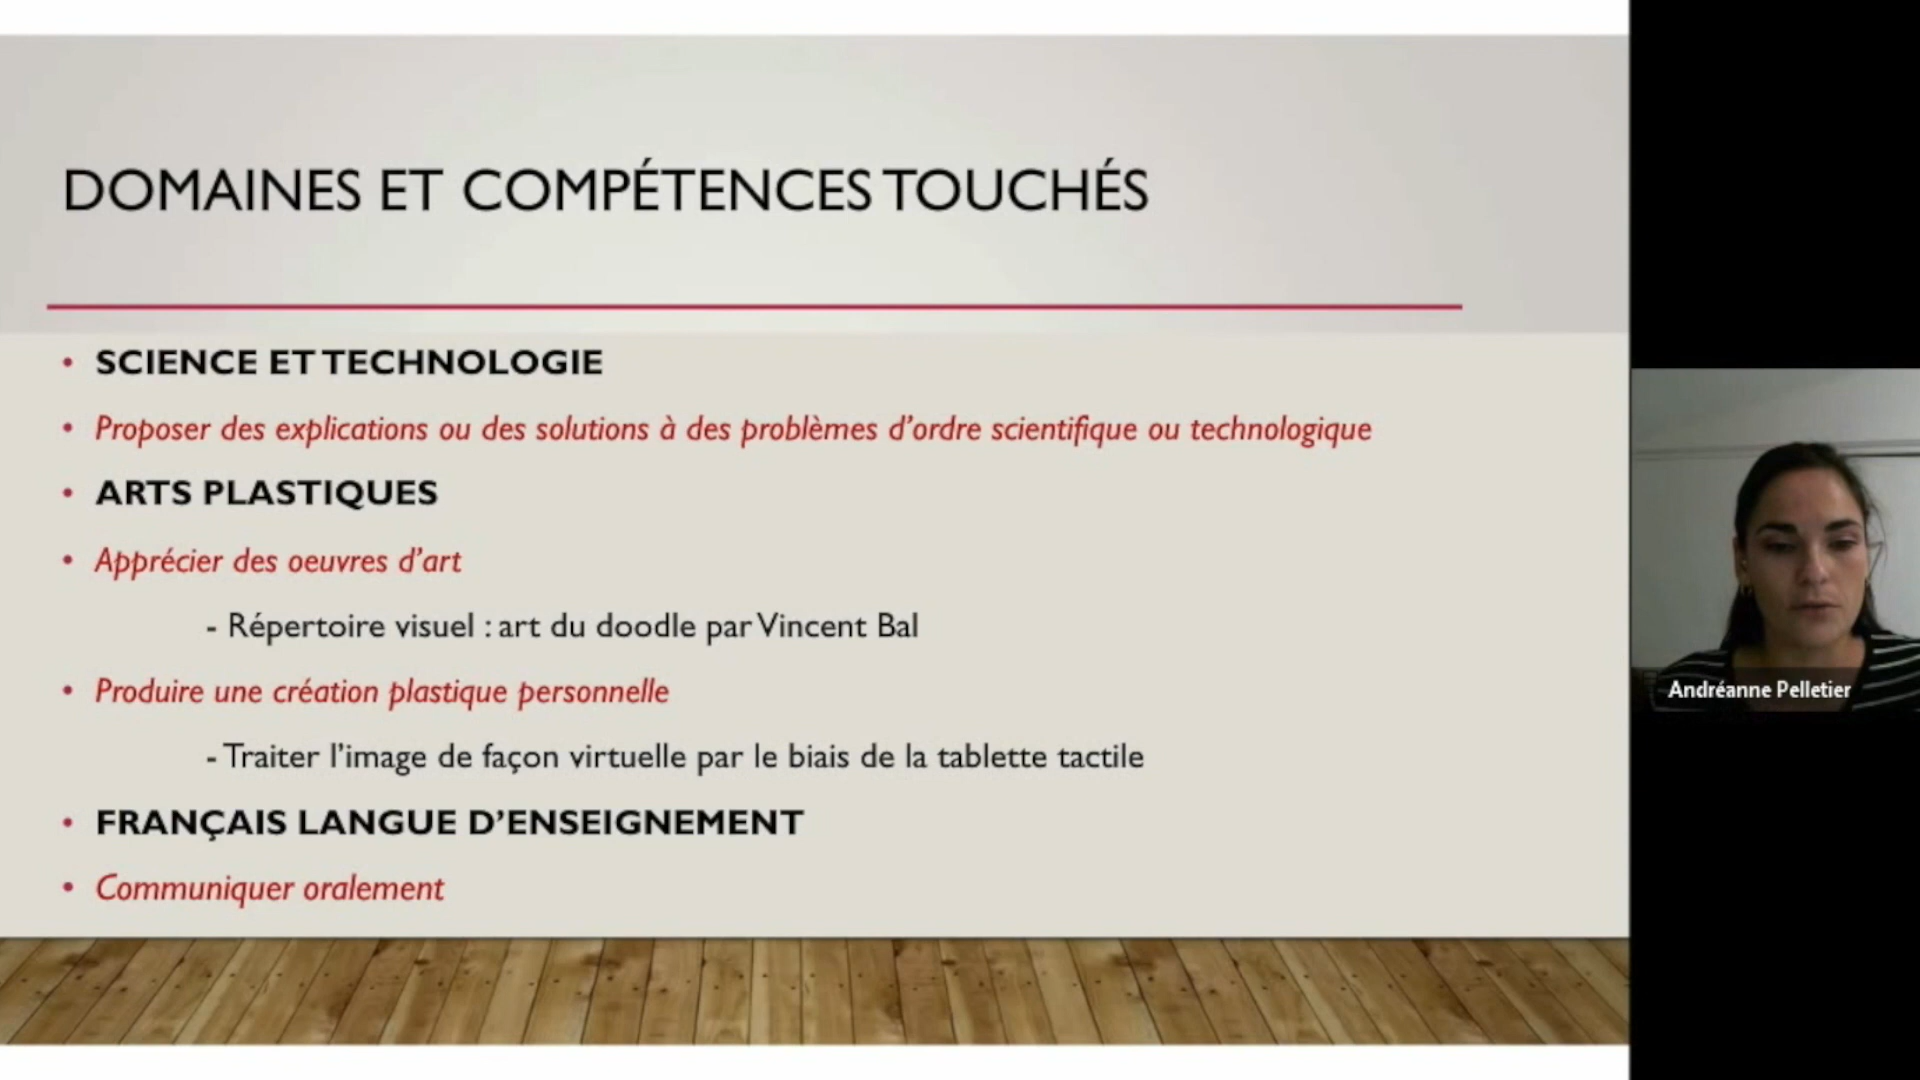 DOMAINES ET COMPÉTENCES TOUCHÉS
• SCIENCE ET TECHNOLOGIE
• Proposer des explications ou des solutions à des problèmes d’ordre scientifique ou technologique
• ARTS PLASTIQUES
• Apprécier des oeuvres d’art
- Répertoire visuel : art du doodle par Vincent Bal
• Produire une création plastique personnelle
- Traiter l’image de façon virtuelle par le biais de la tablette tactile
• FRANÇAIS LANGUE D’ENSEIGNEMENT
• Communiquer oralement
Andréanne Pelletier